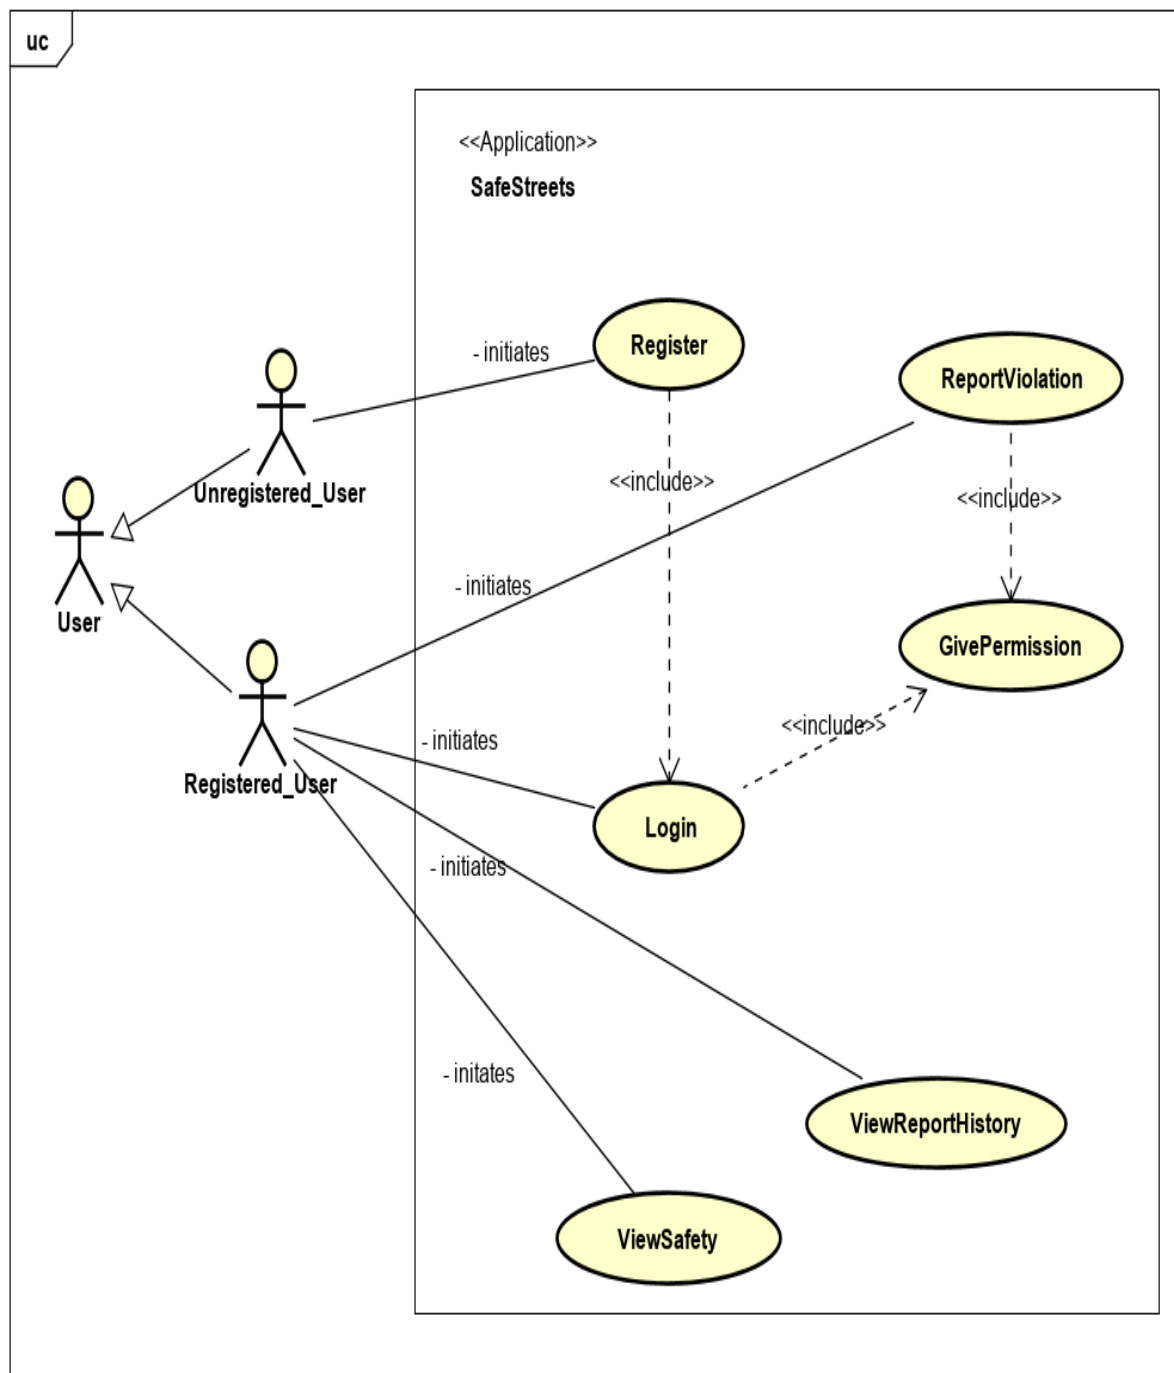 uc
<<Application>>
SafeStreets
Register
- initiates
ReportViolation
<<include>>
Unregistered_User
<<include>>
- initiates
User
GivePermission
<<include>>
- initiates
Registered_User
Login
- initiates
- initates
ViewReportHistory
ViewSafety